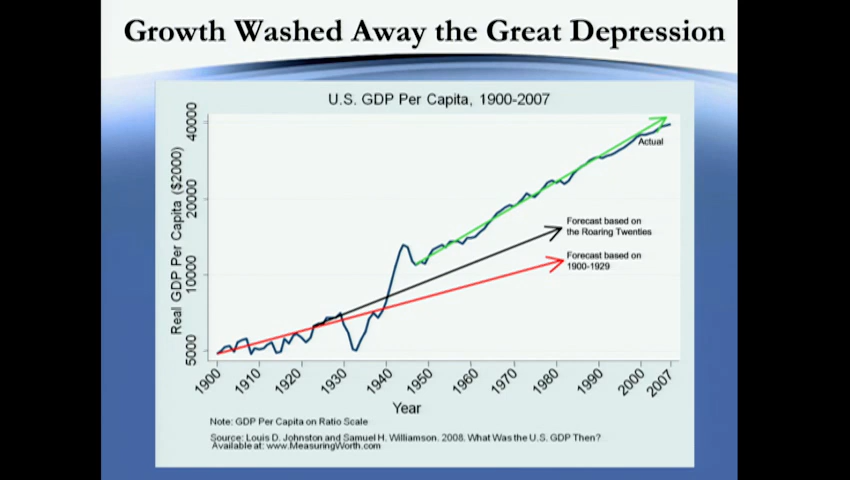 Growth Washed Away the Great Depression
U.S. GDP Per Capita, 1900-2007
Real GDP Per Capita ($2000)
40000
20000
10000
5000
Actual
Forecast based on
the Roaring Twenties
Forecast based on
1900-1929
1900 1910 1920 1930 1940 1950 1960 1970 1980 1990 2000 2007
Year
Note: GDP Per Capita on Ratio Scale
Source: Louis D. Johnston and Samuel H. Williamson. 2008. What Was the U.S. GDP Then?
Available at: www.MeasuringWorth.com